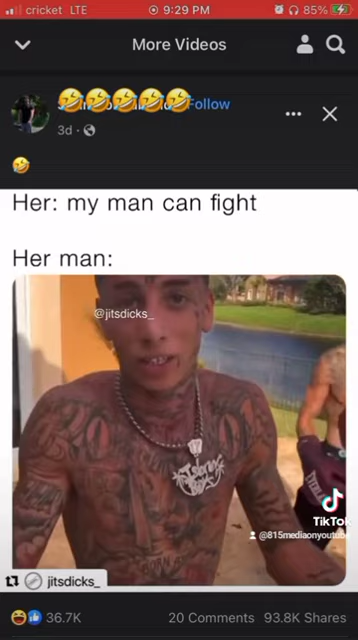 cricket LTE
9:29 PM
85%
More Videos
Follow
3d
Her: my man can fight
Her man:
@jitsdicks_
EVERLAST
TikTok
@815mediaonyoutube
jitsdicks_
36.7K
20 Comments 93.8K Shares